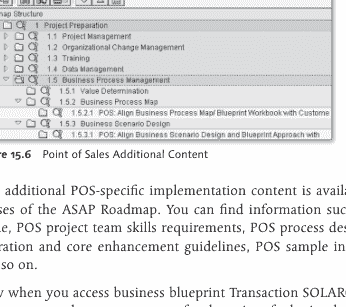 map Structure
1 Project Preparation
1.1 Project Management
1.2 Organizational Change Management
1.3 Training
1.4 Data Management
1.5 Business Process Management
1.5.1 Value Determination
1.5.2 Business Process Map
1.5.2.1 POS: Align Business Process Map/ Blueprint Workbook with Custome
1.5.3 Business Scenario Design
1.5.3.1 POS: Align Business Scenario Design and Blueprint Approach with
re 15.6 Point of Sales Additional Content
additional POS-specific implementation content is availa
ses of the ASAP Roadmap. You can find information suc
e, POS project team skills requirements, POS process des
ration and core enhancement guidelines, POS sample in
so on.
y when you access business blueprint Transaction SOLAR